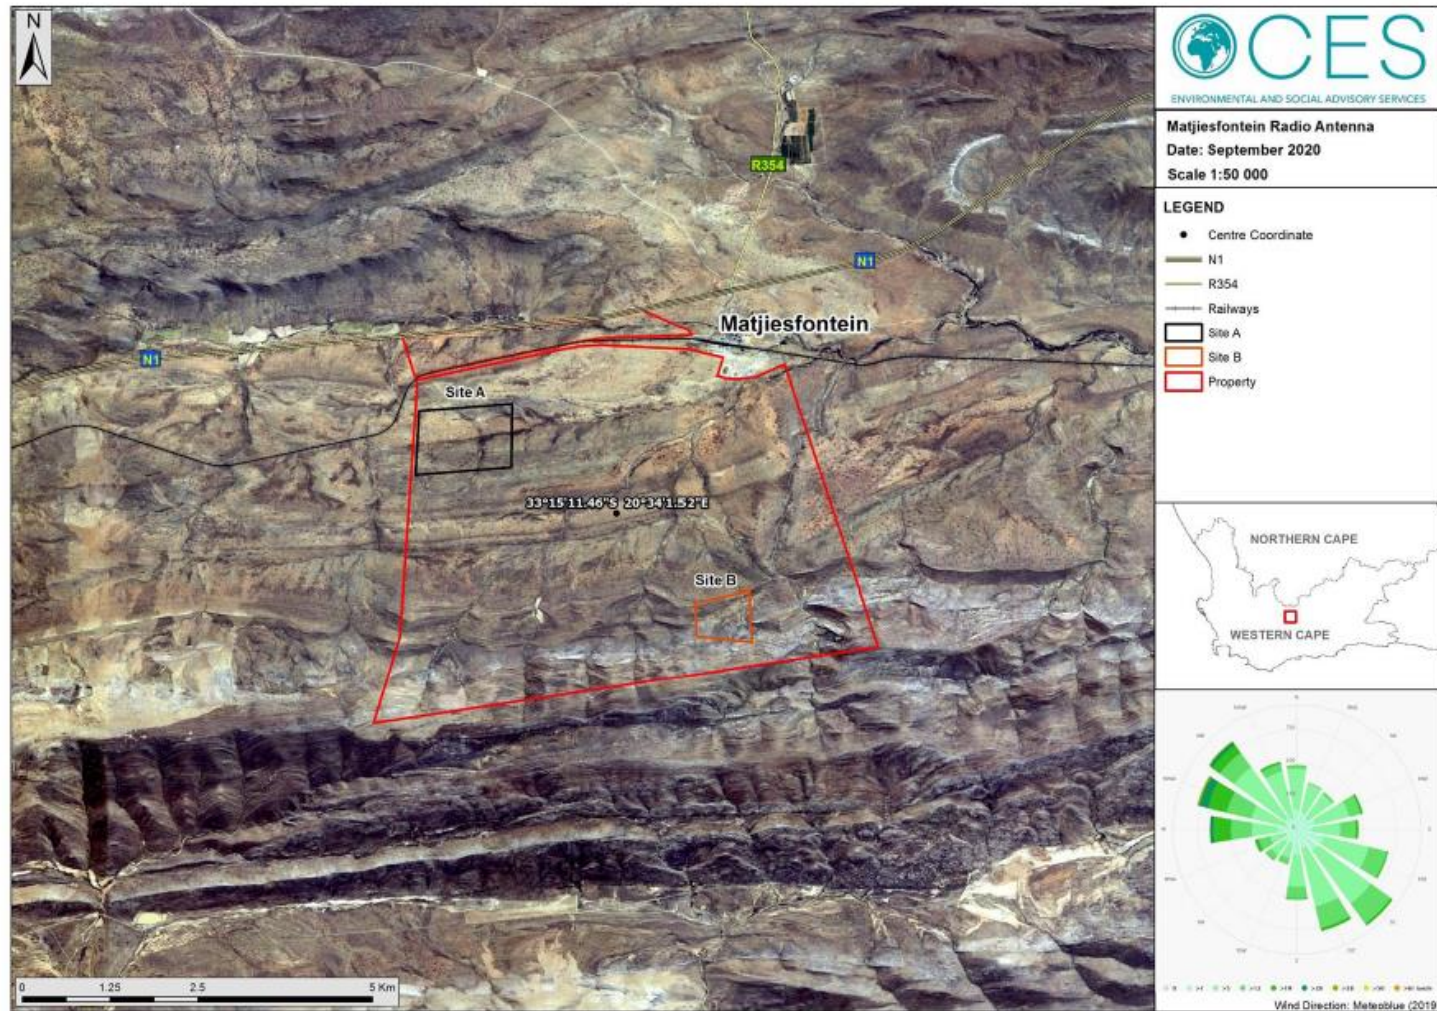 N
R354
N1
Matjiesfontein
N1
Site A
33°15'11.46"S 20°34'1.52"E
Site B
0 1.25 2.5 5 Km
CES
ENVIRONMENTAL AND SOCIAL ADVISORY SERVICES
Matjiesfontein Radio Antenna
Date: September 2020
Scale 1:50 000
LEGEND
Centre Coordinate
N1
R354
Railways
Site A
Site B
Property
NORTHERN CAPE
WESTERN CAPE
Wind Direction: Meteoblue (2019)